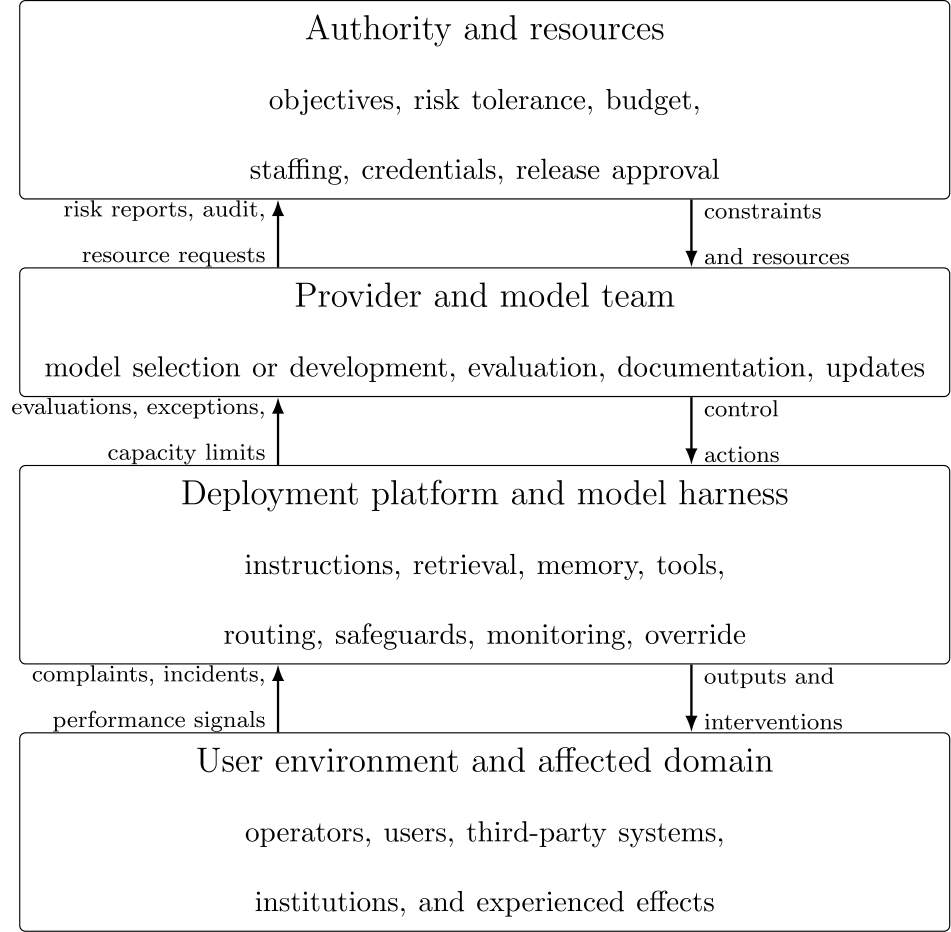 Authority and resources
objectives, risk tolerance, budget,
staffing, credentials, release approval
risk reports, audit,
resource requests
constraints
and resources
Provider and model team
model selection or development, evaluation, documentation, updates
evaluations, exceptions,
capacity limits
control
actions
Deployment platform and model harness
instructions, retrieval, memory, tools,
routing, safeguards, monitoring, override
complaints, incidents,
performance signals
outputs and
interventions
User environment and affected domain
operators, users, third-party systems,
institutions, and experienced effects